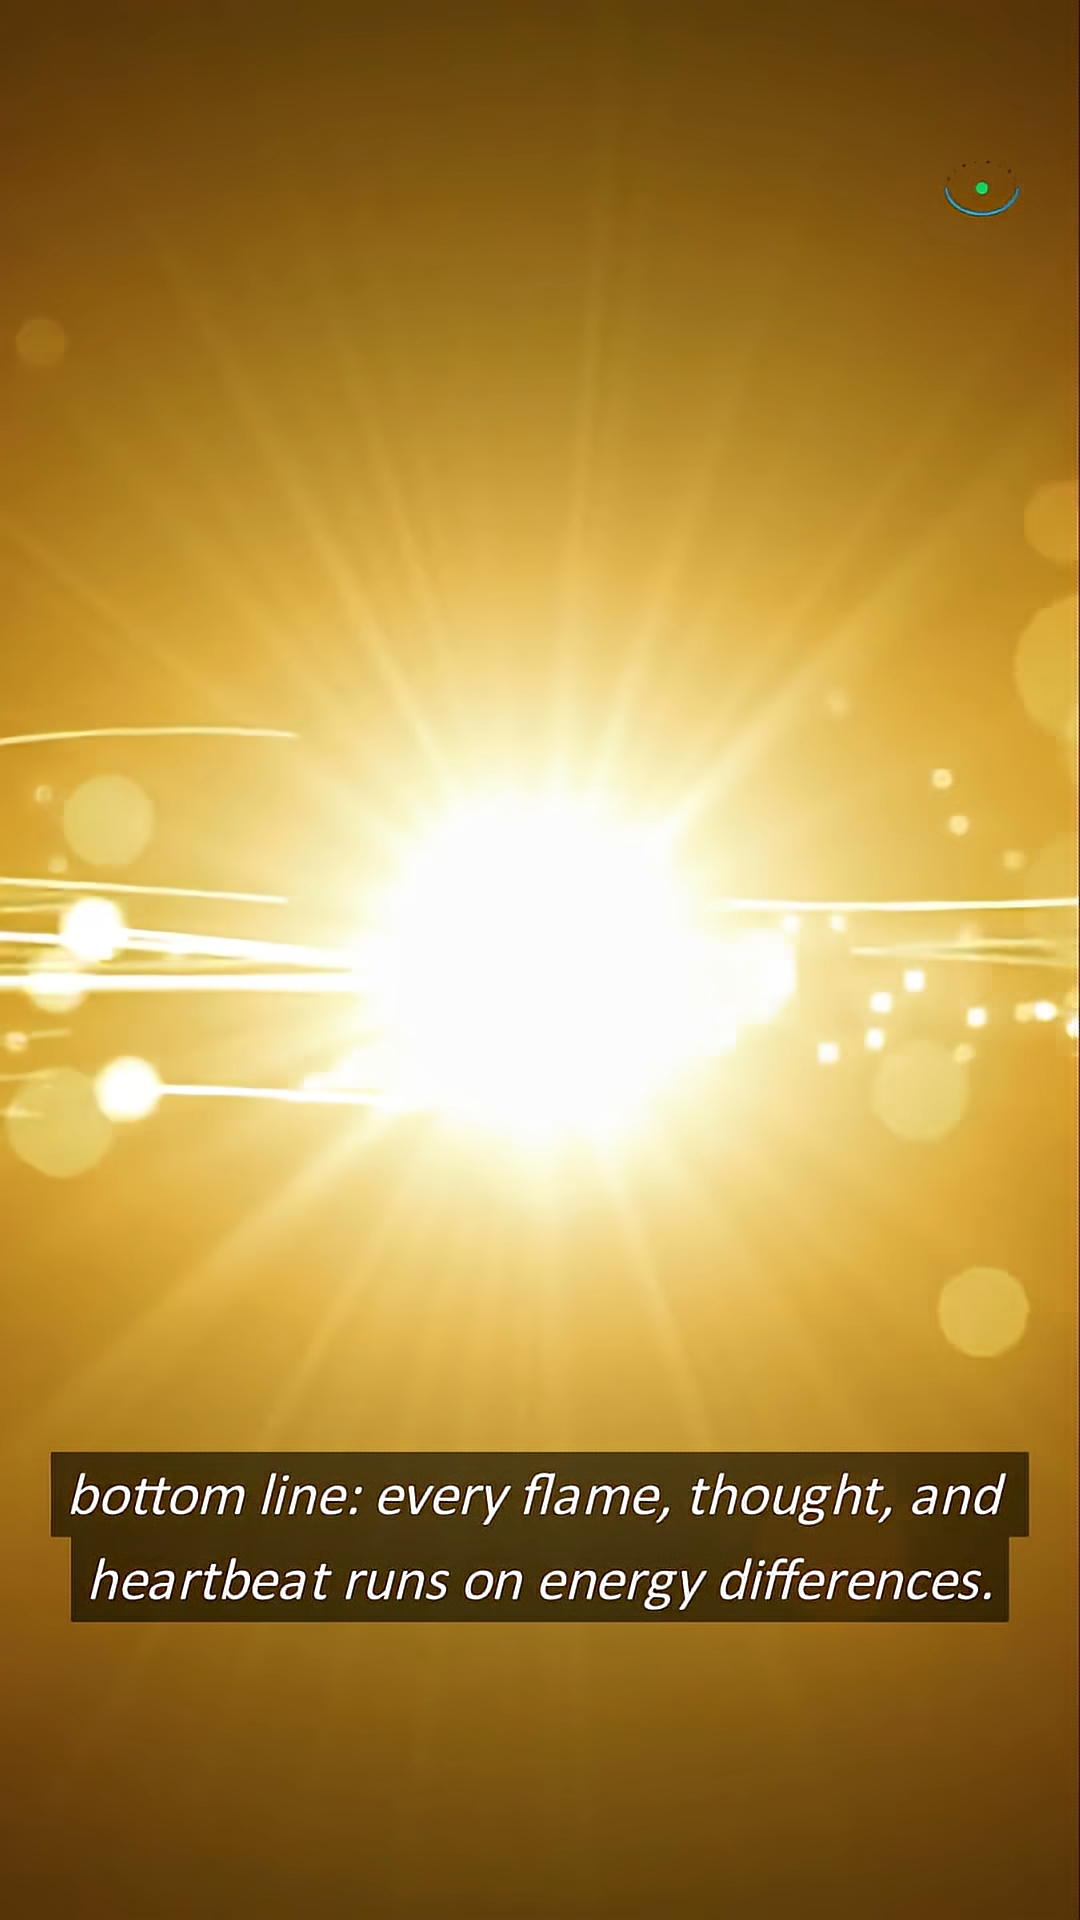 bottom line: every flame, thought, and
heartbeat runs on energy differences.